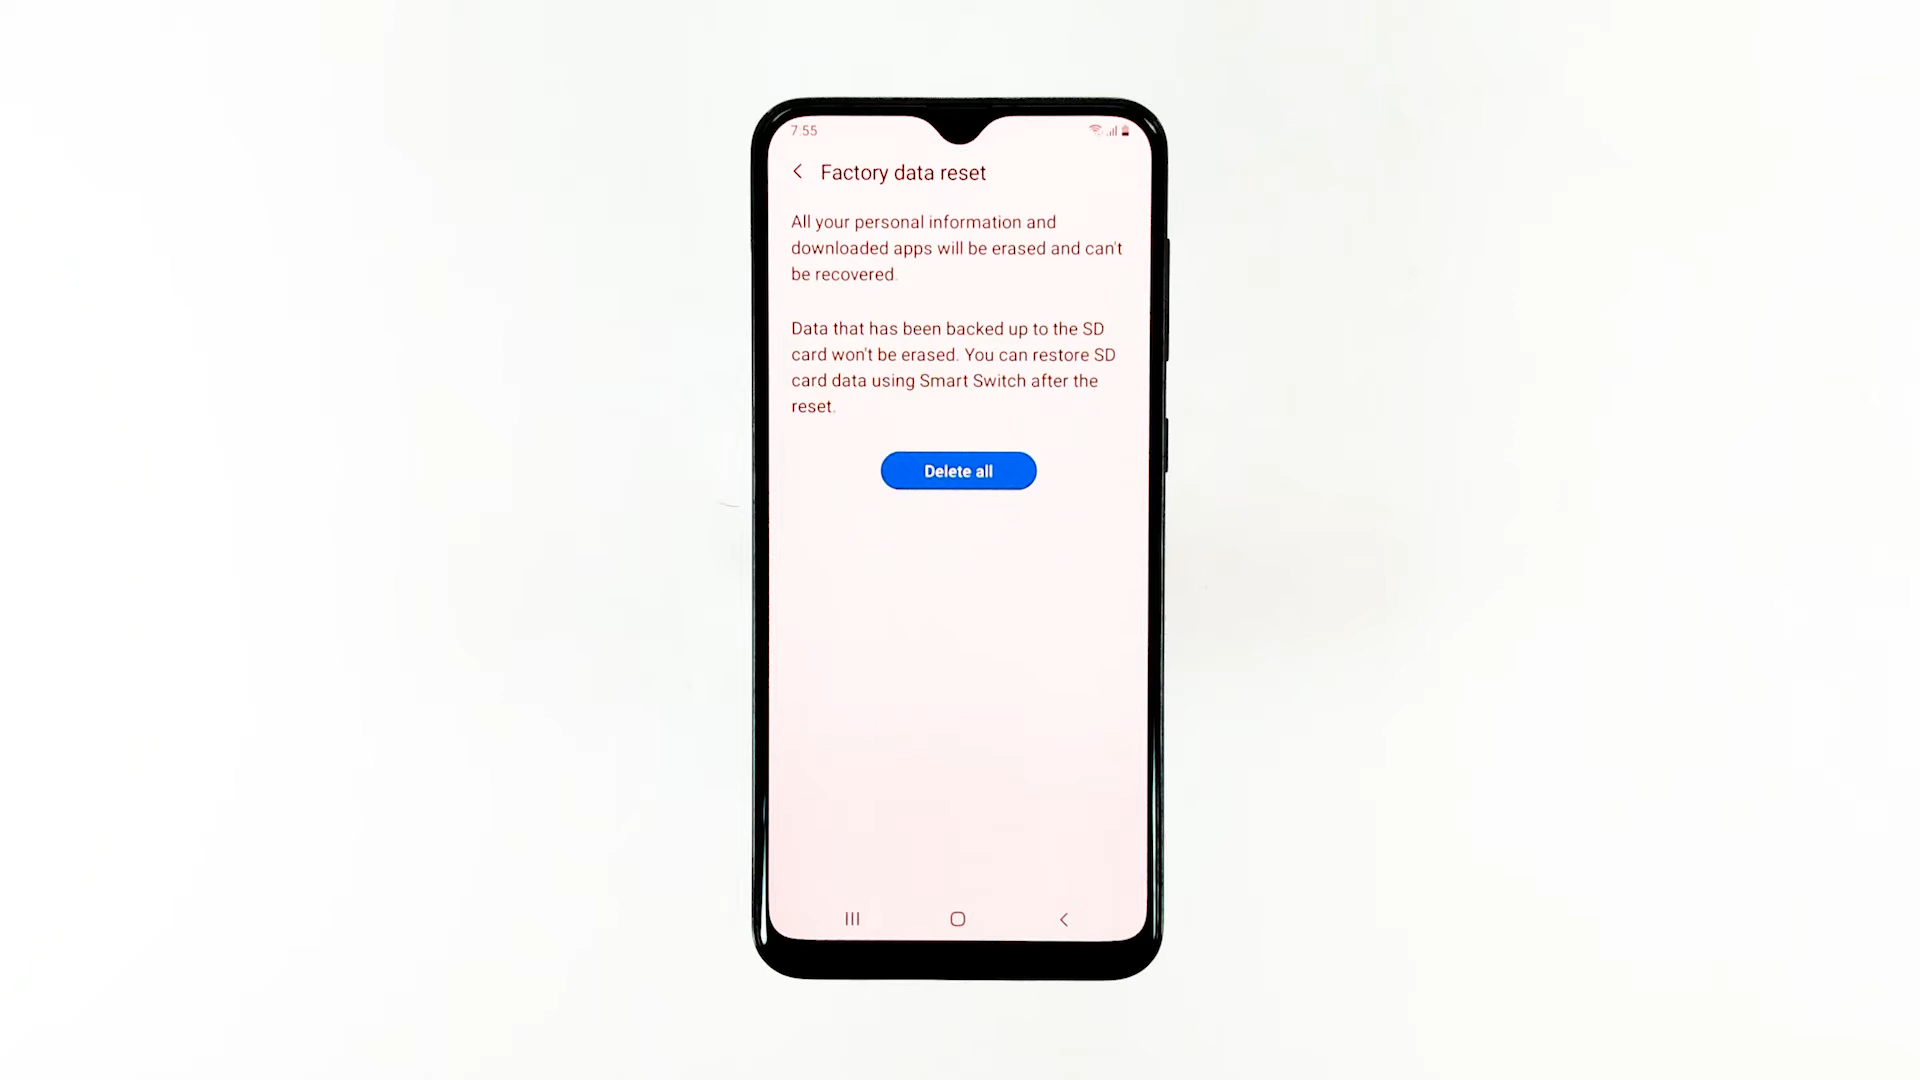 7:55
Factory data reset
All your personal information and
downloaded apps will be erased and can't
be recovered.
Data that has been backed up to the SD
card won't be erased. You can restore SD
card data using Smart Switch after the
reset.
Delete all